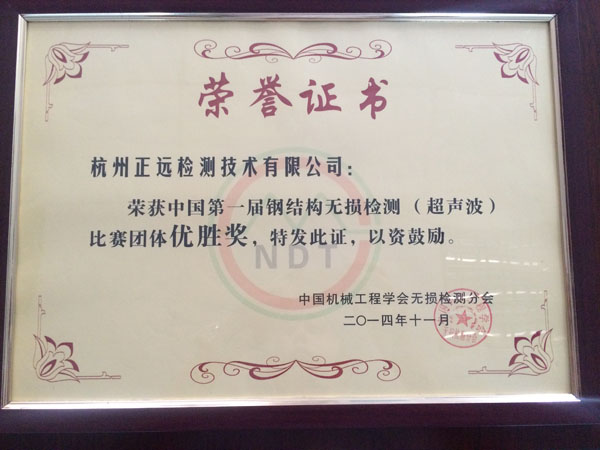 荣誉证书
杭州正远检测技术有限公司：
荣获中国第一届钢结构无损检测（超声波）
比赛团体优胜奖，特发此证，以资鼓励。
NDT
中国机械工程学会无损检测分会
二〇一四年十一月